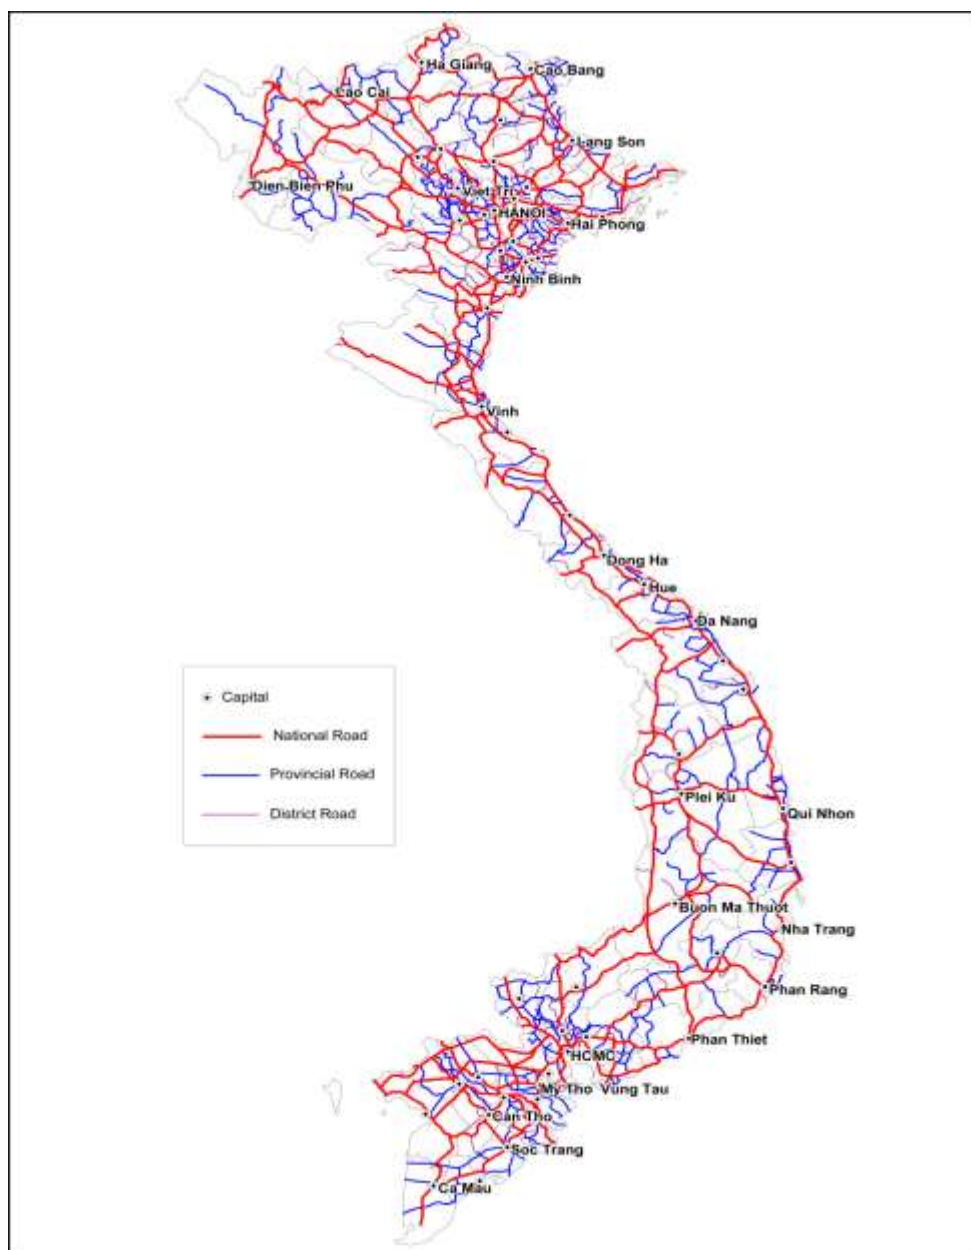 Ha Giang
Cao Bang
Lao Cai
Lang Son
Dien Bien Phu
Viet Tri
HANOI
Hai Phong
Ninh Binh
Vinh
Dong Ha
Hue
Da Nang
Capital
National Road
Provincial Road
District Road
Plei Ku
Qui Nhon
Buon Ma Thuot
Nha Trang
Phan Rang
Phan Thiet
HCMC
My Tho
Vung Tau
Can Tho
Soc Trang
Ca Mau